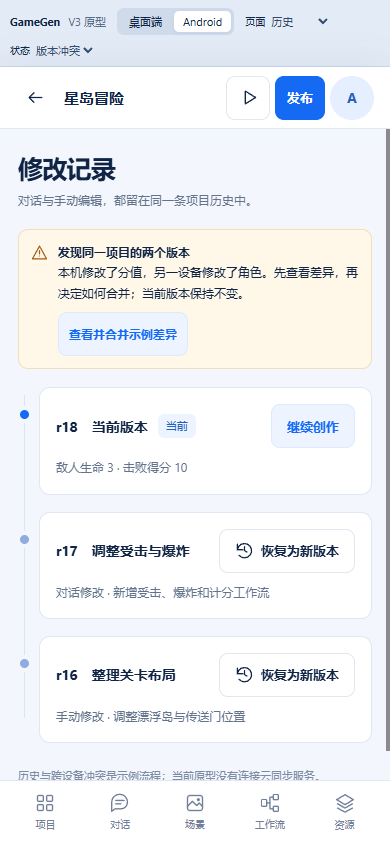 GameGen V3 原型 桌面端 Android 页面 历史
状态 版本冲突
星岛冒险 发布 A
修改记录
对话与手动编辑，都留在同一条项目历史中。
发现同一项目的两个版本
本机修改了分值，另一设备修改了角色。先查看差异，再
决定如何合并；当前版本保持不变。
查看并合并示例差异
r18 当前版本 当前 继续创作
敌人生命 3 · 击败得分 10
r17 调整受击与爆炸 恢复为新版本
对话修改 · 新增受击、爆炸和计分工作流
r16 整理关卡布局 恢复为新版本
手动修改 · 调整漂浮岛与传送门位置
历史与跨设备冲突是示例流程；当前原型没有连接云同步服务。
项目 对话 场景 工作流 资源